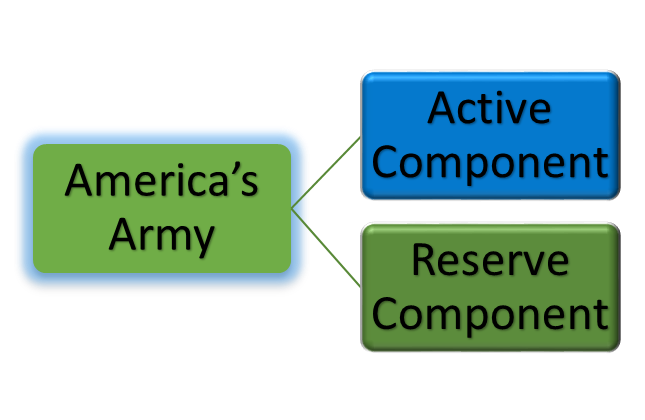 America’s
Army
Active
Component
Reserve
Component